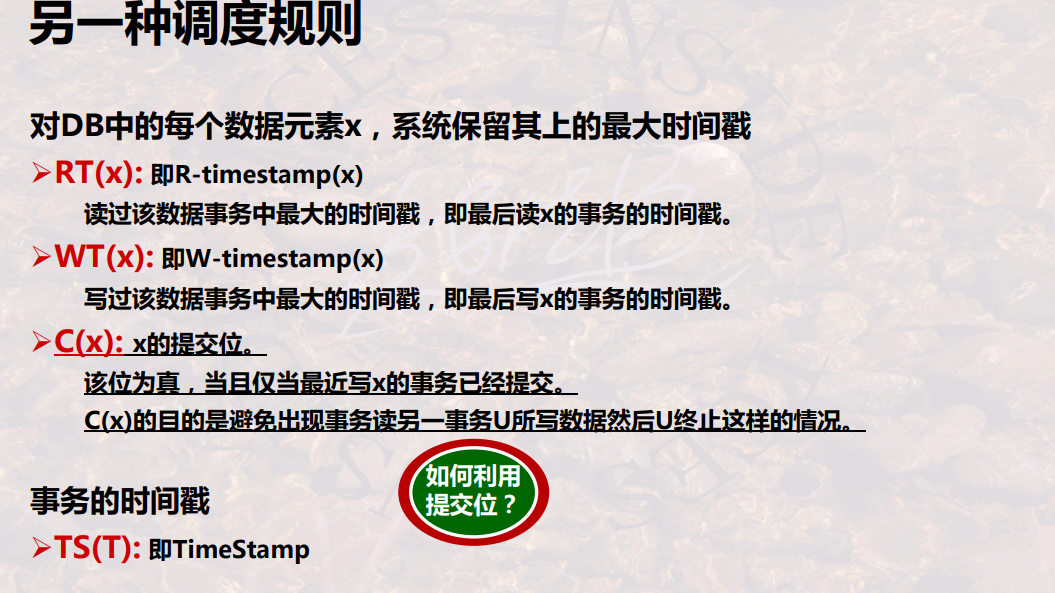 另一种调度规则
对DB中的每个数据元素x，系统保留其上的最大时间戳
➢RT(x): 即R-timestamp(x)
读过该数据事务中最大的时间戳，即最后读x的事务的时间戳。
➢WT(x): 即W-timestamp(x)
写过该数据事务中最大的时间戳，即最后写x的事务的时间戳。
➢C(x): x的提交位。
该位为真，当且仅当最近写x的事务已经提交。
C(x)的目的是避免出现事务读另一事务U所写数据然后U终止这样的情况。
如何利用
提交位？
事务的时间戳
➢TS(T): 即TimeStamp